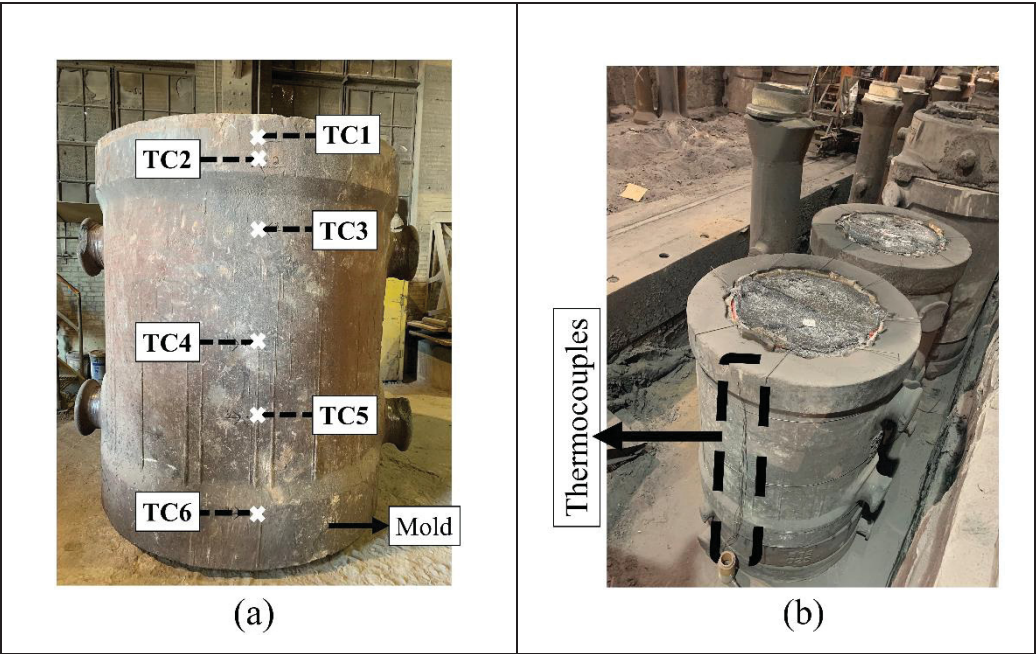 TC1
TC2
TC3
TC4
TC5
TC6
Mold
(a)
Thermocouples
(b)